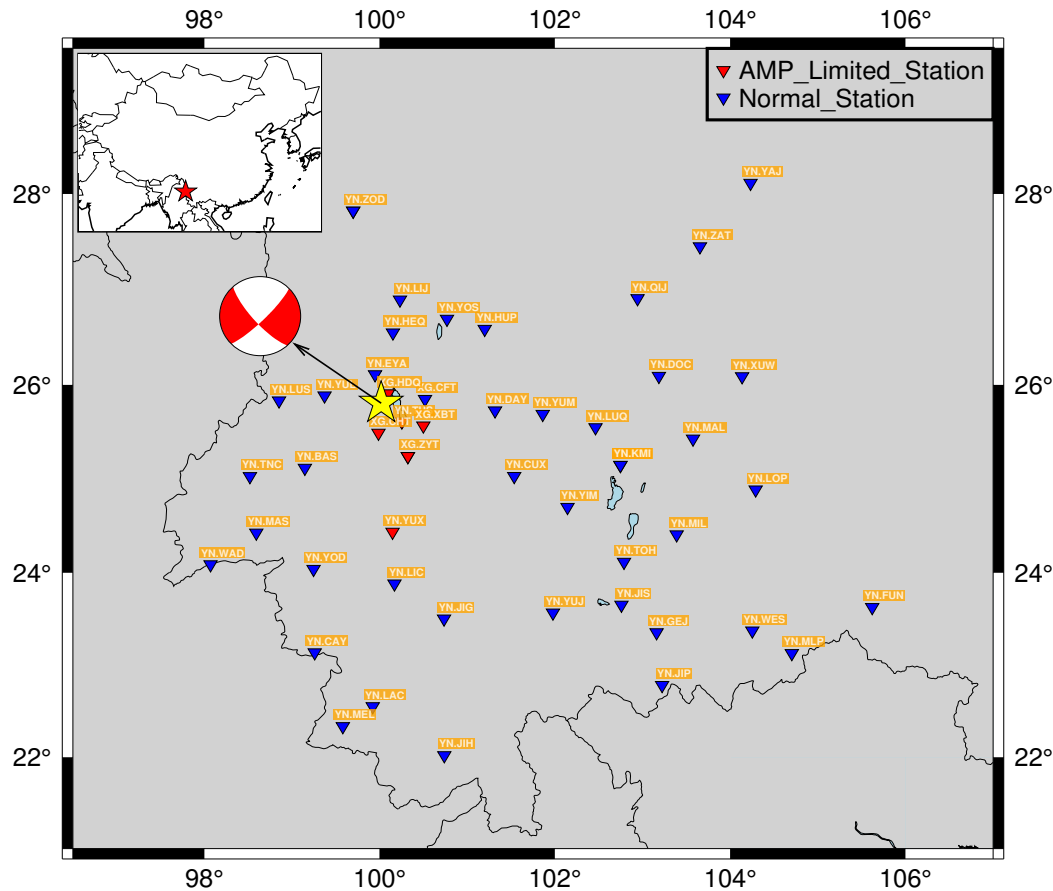 98° 100° 102° 104° 106°
AMP_Limited_Station
Normal_Station
YN.YAJ
28° 28°
YN.ZOD
YN.ZAT
YN.LIJ
YN.QIJ
YN.YOS
YN.HUP
YN.HEQ
YN.EYA
YN.DOC
YN.XUW
26° 26°
XG.HDQ
XG.CFT
YN.LUS
YN.DAY
YN.YUM
XG.XBT
YN.LUQ
YN.MAL
XG.ZYT
YN.TNC
YN.BAS
YN.CUX
YN.KMI
YN.LOP
YN.YIM
YN.MAS
YN.YUX
YN.MIL
YN.WAD
YN.YOD
YN.TOH
24° 24°
YN.LIC
YN.JIG
YN.YUJ
YN.JIS
YN.FUN
YN.GEJ
YN.WES
YN.CAY
YN.MLP
YN.JIP
YN.LAC
YN.MEL
22° 22°
YN.JIH
98° 100° 102° 104° 106°